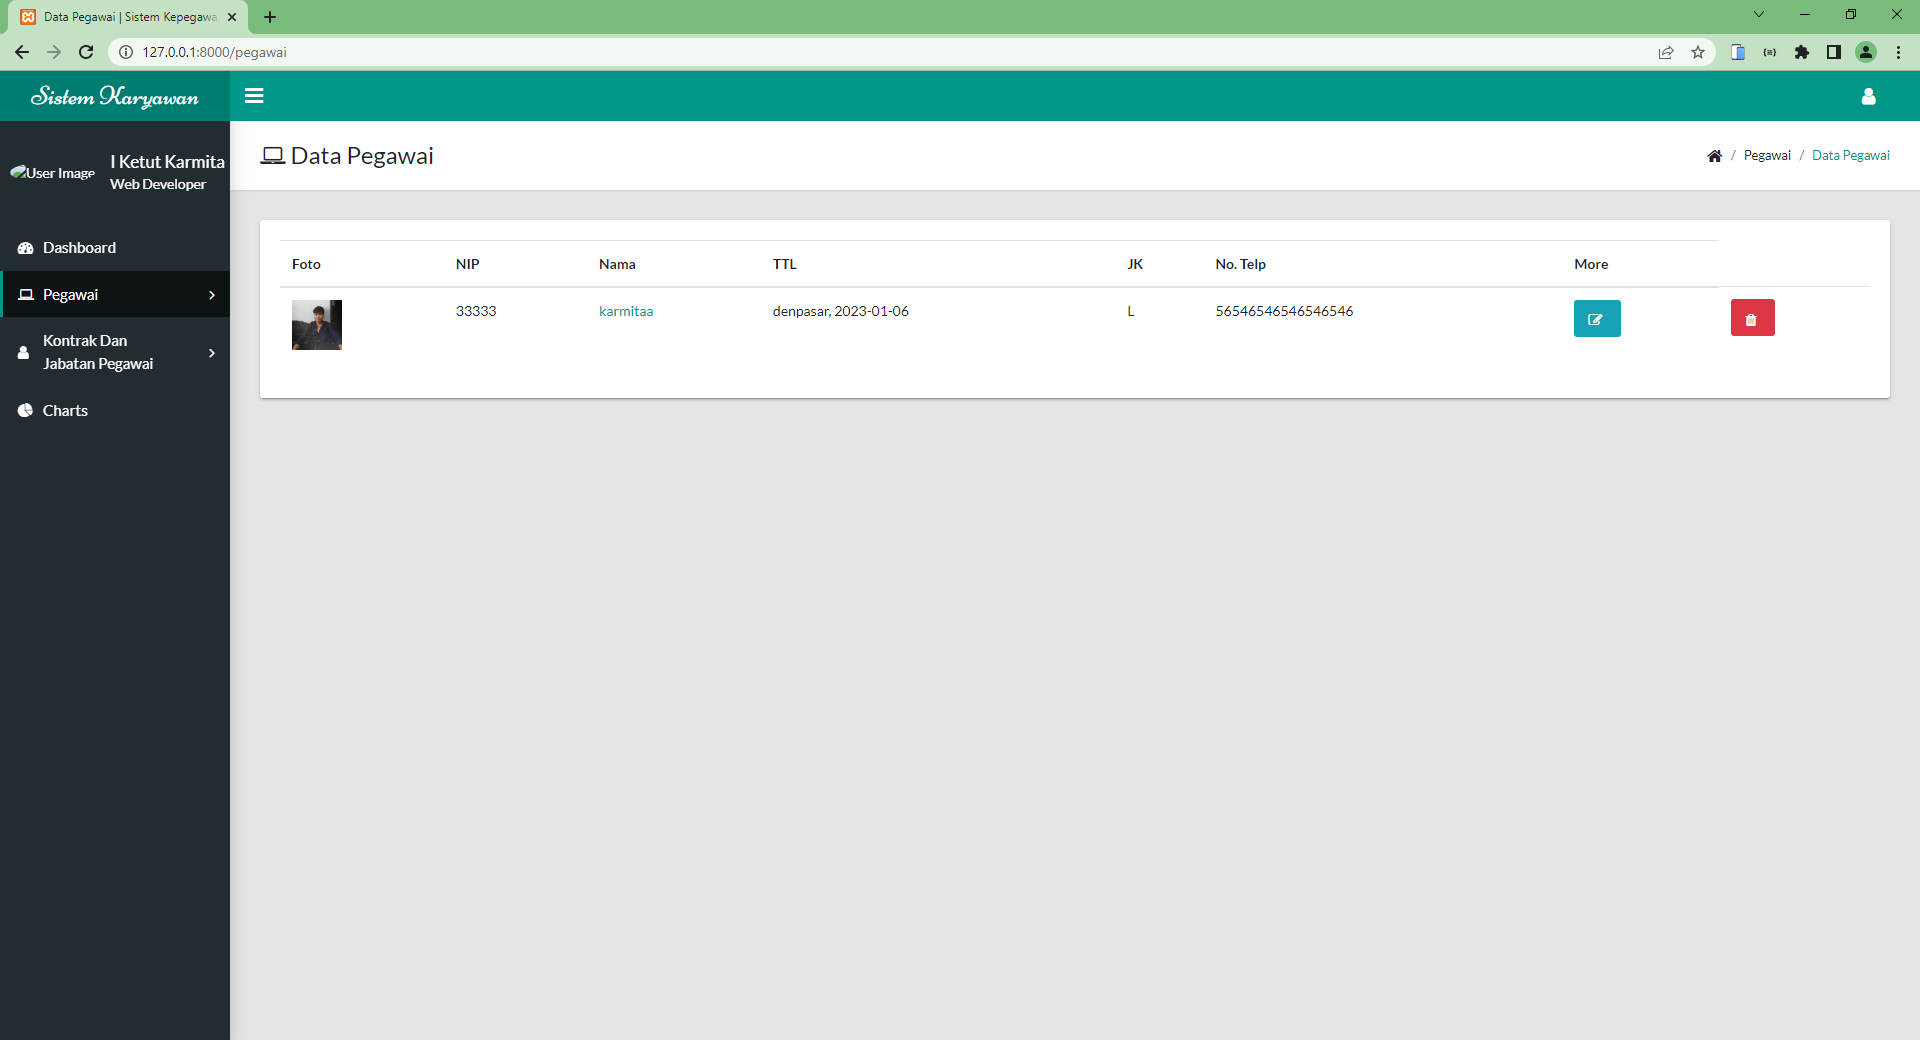 Data Pegawai | Sistem Kepegawa
127.0.0.1:8000/pegawai
Sistem Karyawan
User Image
I Ketut Karmita
Web Developer
Dashboard
Pegawai
Kontrak Dan
Jabatan Pegawai
Charts
Data Pegawai
/ Pegawai / Data Pegawai
Foto NIP Nama TTL JK No. Telp More
33333 karmitaa denpasar, 2023-01-06 L 56546546546546546